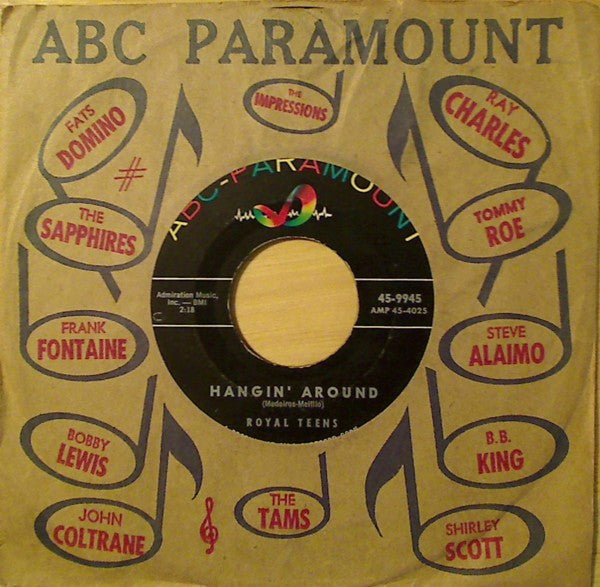 ABC PARAMOUNT
FATS
DOMINO
THE
IMPRESSIONS
RAY
CHARLES
THE
SAPPHIRES
TOMMY
ROE
ABC-PARAMOUNT
Admiration Music,
Inc. — BMI
2:18
45-9945
AMP 45-4025
FRANK
FONTAINE
STEVE
ALAIMO
HANGIN' AROUND
ROYAL TEENS
BOBBY
LEWIS
B.B.
KING
JOHN
COLTRANE
THE
TAMS
SHIRLEY
SCOTT